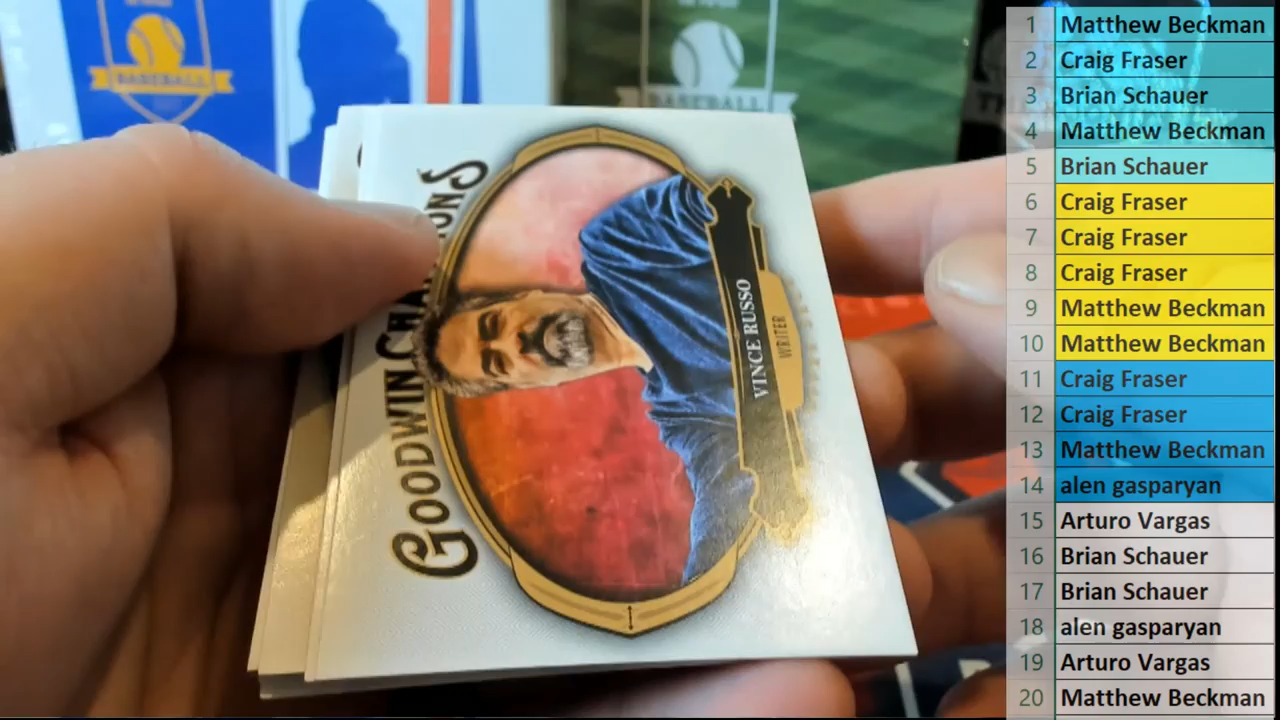 BASEBALL
BASEBALL
GOODWIN CHAMPIONS
VINCE RUSSO
WRITER
1 Matthew Beckman
2 Craig Fraser
3 Brian Schauer
4 Matthew Beckman
5 Brian Schauer
6 Craig Fraser
7 Craig Fraser
8 Craig Fraser
9 Matthew Beckman
10 Matthew Beckman
11 Craig Fraser
12 Craig Fraser
13 Matthew Beckman
14 alen gasparyan
15 Arturo Vargas
16 Brian Schauer
17 Brian Schauer
18 alen gasparyan
19 Arturo Vargas
20 Matthew Beckman